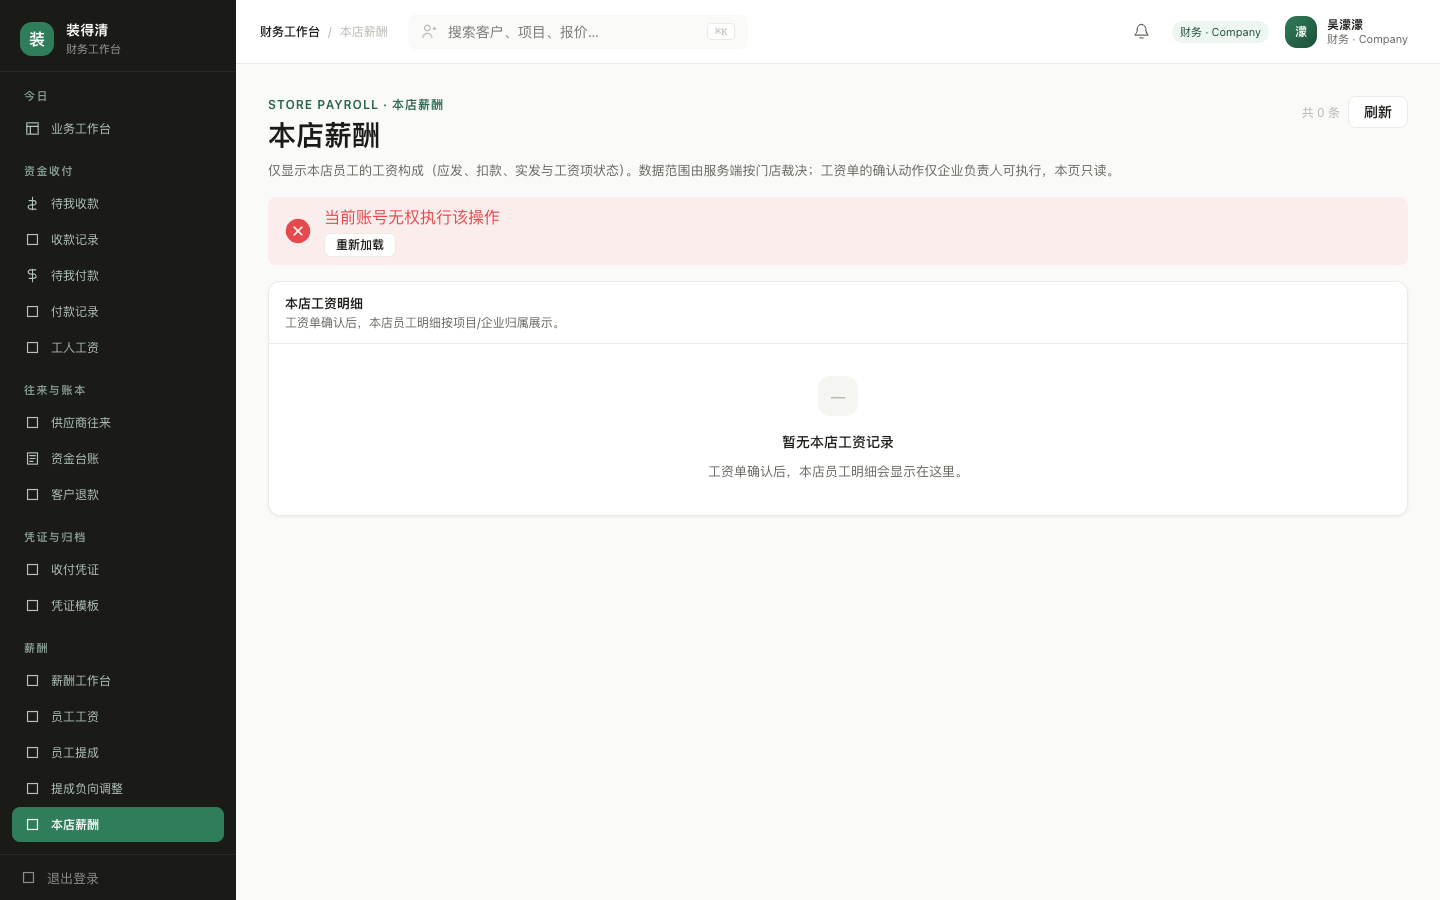 装
装得清
财务工作台
今日
业务工作台
资金收付
待我收款
收款记录
待我付款
付款记录
工人工资
往来与账本
供应商往来
资金台账
客户退款
凭证与归档
收付凭证
凭证模板
薪酬
薪酬工作台
员工工资
员工提成
提成负向调整
本店薪酬
退出登录
财务工作台 / 本店薪酬
搜索客户、项目、报价...
⌘K
财务 · Company
濛
吴濛濛
财务 · Company
STORE PAYROLL · 本店薪酬
本店薪酬
仅显示本店员工的工资构成（应发、扣款、实发与工资项状态）。数据范围由服务端按门店裁决；工资单的确认动作仅企业负责人可执行，本页只读。
共 0 条
刷新
当前账号无权执行该操作
重新加载
本店工资明细
工资单确认后，本店员工明细按项目/企业归属展示。
暂无本店工资记录
工资单确认后，本店员工明细会显示在这里。